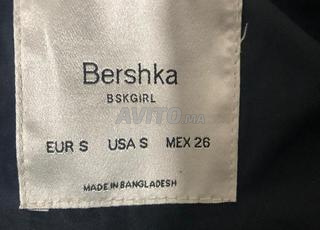 Bershka
BSKGIRL
AVITO.MA
EUR S USA S MEX 26
MADE IN BANGLADESH